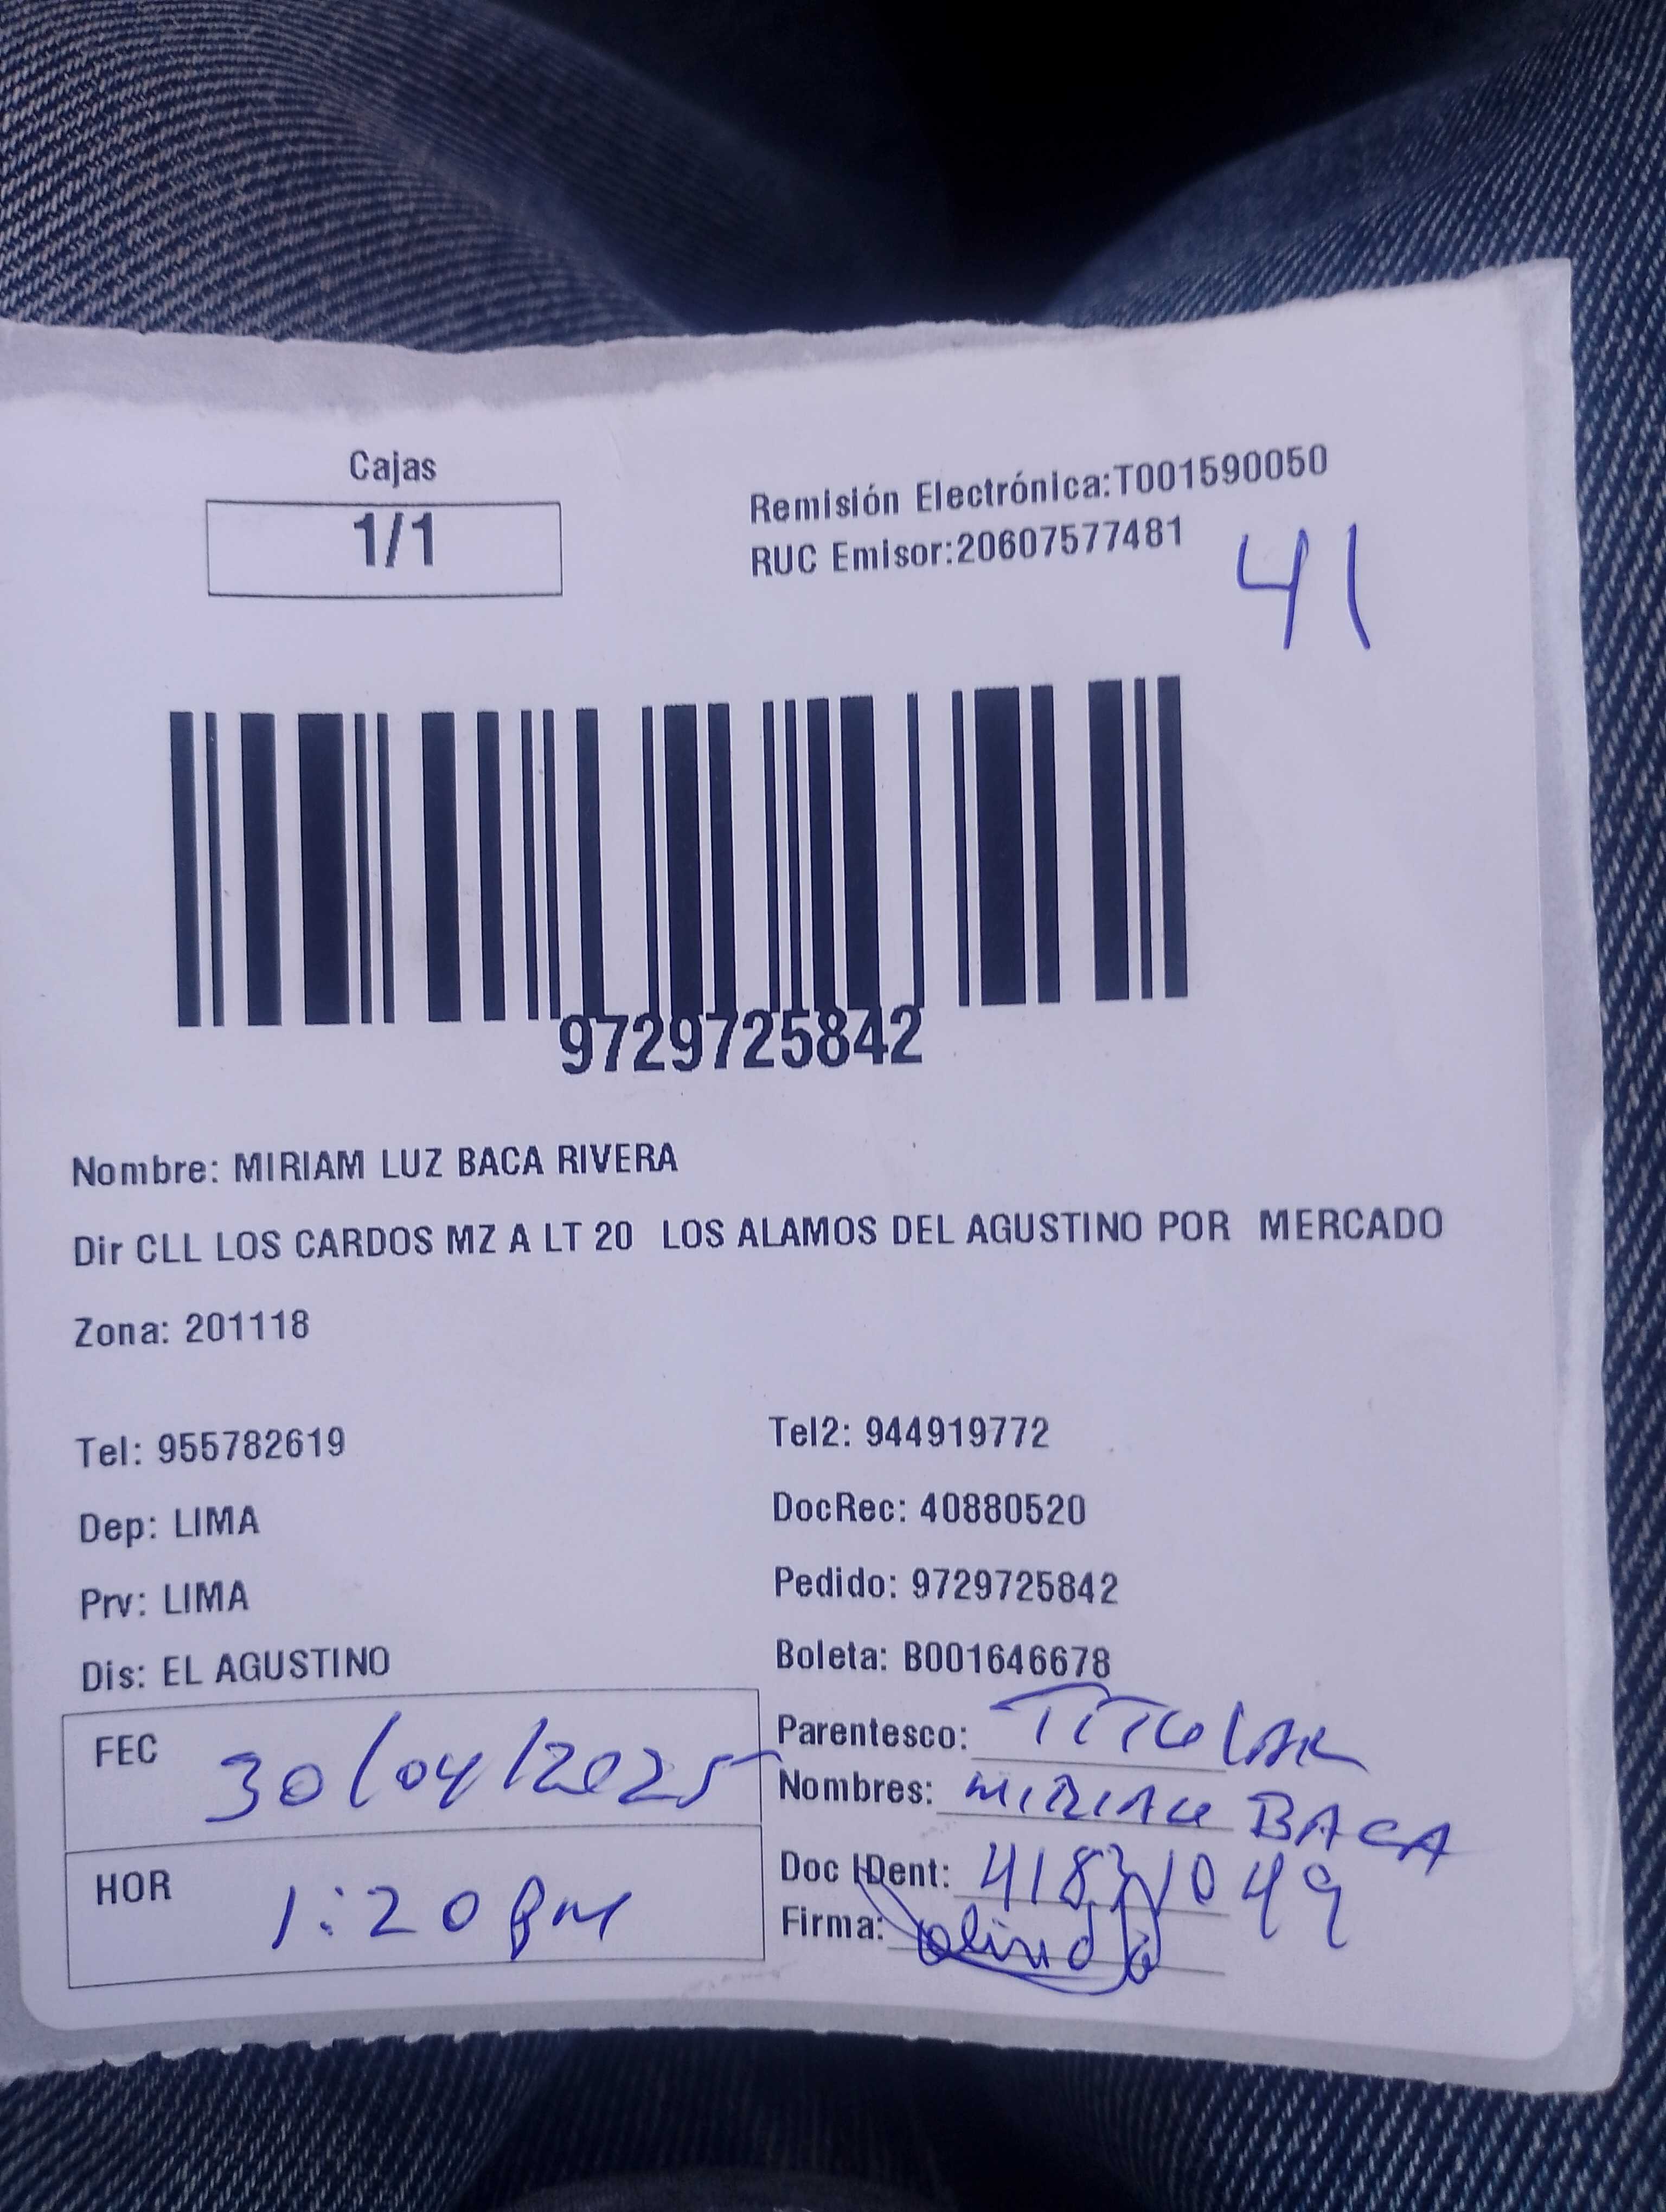 Cajas
1/1
Remisión Electrónica:T001590050
RUC Emisor:20607577481
41
9729725842
Nombre: MIRIAM LUZ BACA RIVERA
Dir CLL LOS CARDOS MZ A LT 20 LOS ALAMOS DEL AGUSTINO POR MERCADO
Zona: 201118
Tel: 955782619
Tel2: 944919772
Dep: LIMA
DocRec: 40880520
Prv: LIMA
Pedido: 9729725842
Dis: EL AGUSTINO
Boleta: B001646678
FEC 30/04/2025
HOR 1:20 pm
Parentesco: TITULAR
Nombres: MIRIAM BACA
Doc IDent:
Firma: